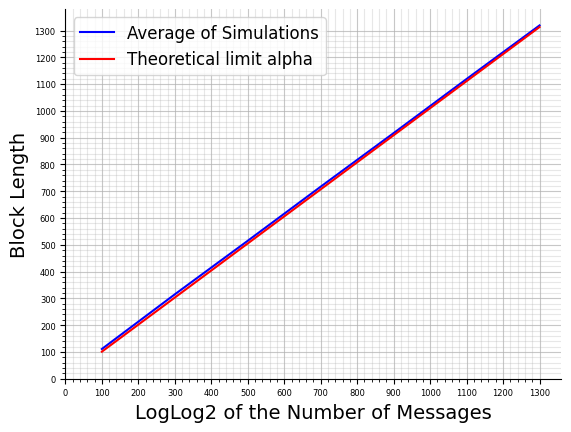 Average of Simulations
Theoretical limit alpha
Block Length
1300
1200
1100
1000
900
800
700
600
500
400
300
200
100
0
0 100 200 300 400 500 600 700 800 900 1000 1100 1200 1300
LogLog2 of the Number of Messages